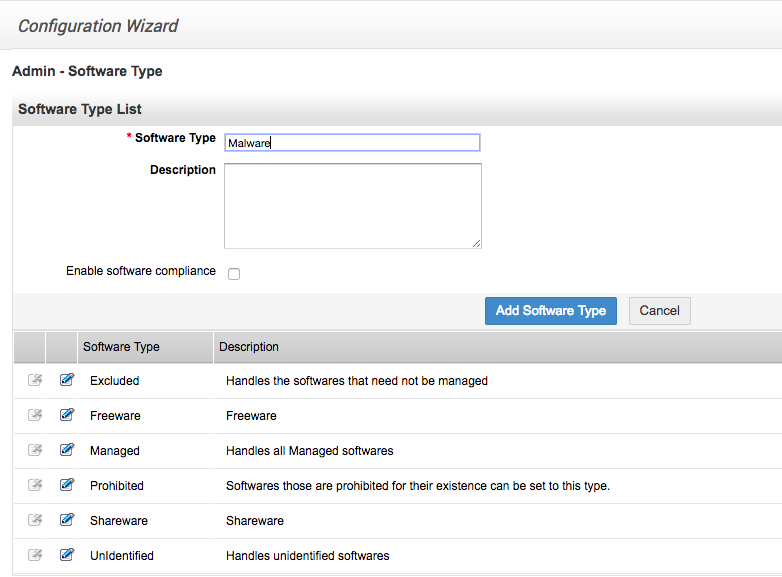 Configuration Wizard
Admin - Software Type
Software Type List
* Software Type Malware
Description
Enable software compliance
Add Software Type Cancel
Software Type Description
Excluded Handles the softwares that need not be managed
Freeware Freeware
Managed Handles all Managed softwares
Prohibited Softwares those are prohibited for their existence can be set to this type.
Shareware Shareware
UnIdentified Handles unidentified softwares